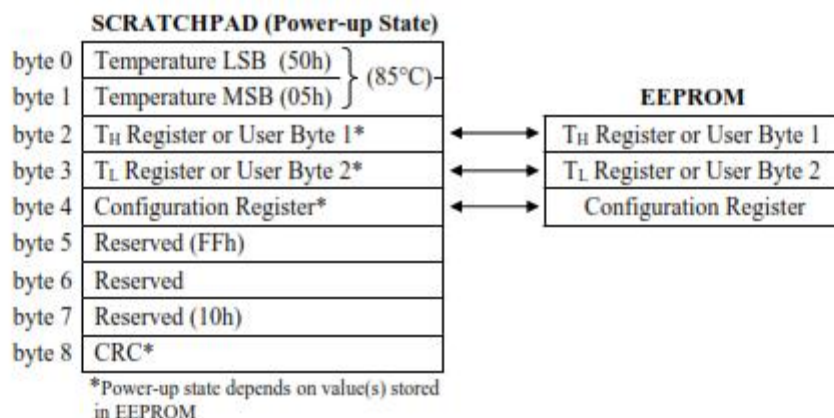 SCRATCHPAD (Power-up State)
byte 0 Temperature LSB (50h)
(85°C)
byte 1 Temperature MSB (05h)
EEPROM
byte 2 TH Register or User Byte 1* TH Register or User Byte 1
byte 3 TL Register or User Byte 2* TL Register or User Byte 2
byte 4 Configuration Register* Configuration Register
byte 5 Reserved (FFh)
byte 6 Reserved
byte 7 Reserved (10h)
byte 8 CRC*
*Power-up state depends on value(s) stored
in EEPROM